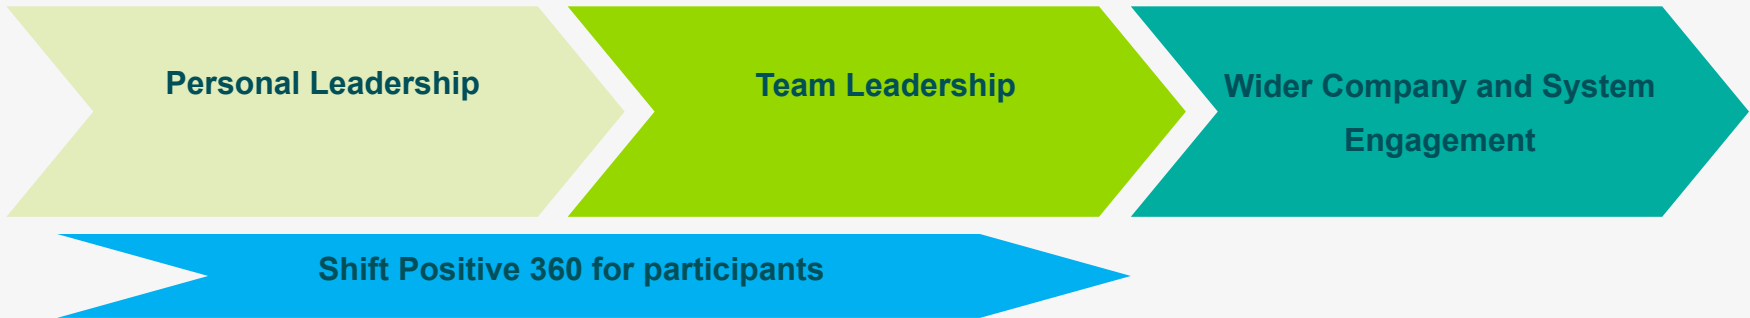 Personal Leadership
Team Leadership
Wider Company and System
Engagement
Shift Positive 360 for participants